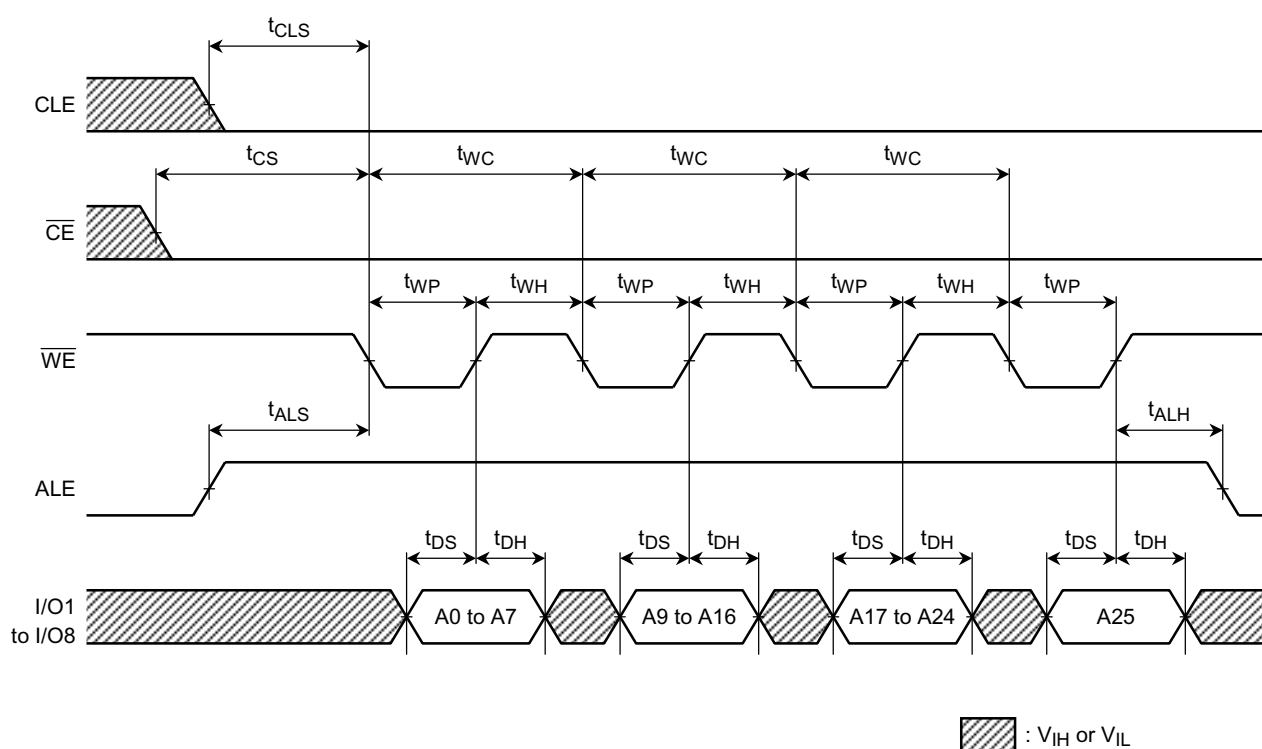 tCLS
CLE
tCS tWC tWC tWC
CE
tWP tWH tWP tWH tWP tWH tWP
WE
tALS tALH
ALE
tDS tDH tDS tDH tDS tDH tDS tDH
I/O1
to I/O8
A0 to A7 A9 to A16 A17 to A24 A25
: VIH or VIL